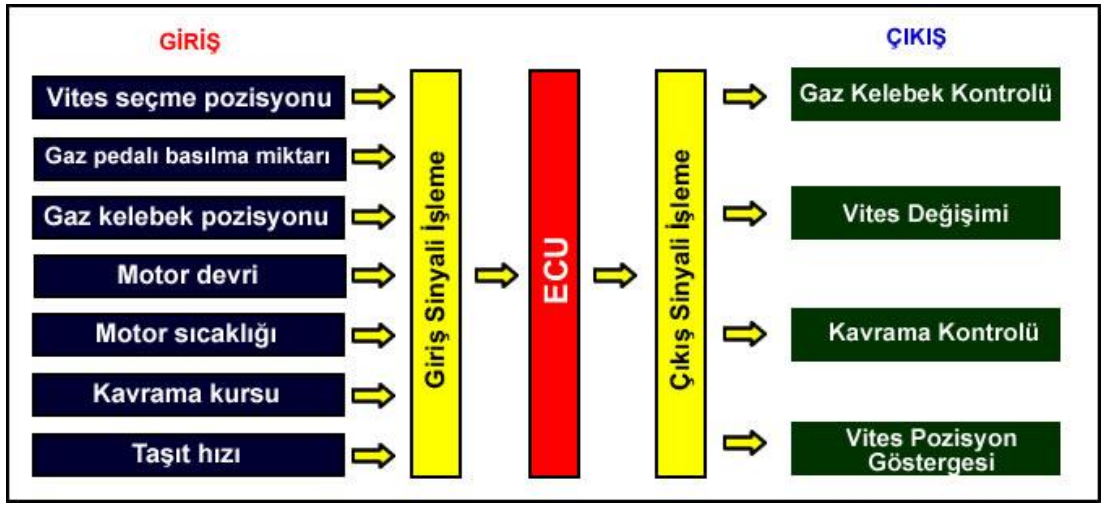 GİRİŞ
Vites seçme pozisyonu
Gaz pedalı basılma miktarı
Gaz kelebek pozisyonu
Motor devri
Motor sıcaklığı
Kavrama kursu
Taşıt hızı
Giriş Sinyali İşleme
ECU
Çıkış Sinyali İşleme
ÇIKIŞ
Gaz Kelebek Kontrolü
Vites Değişimi
Kavrama Kontrolü
Vites Pozisyon
Göstergesi